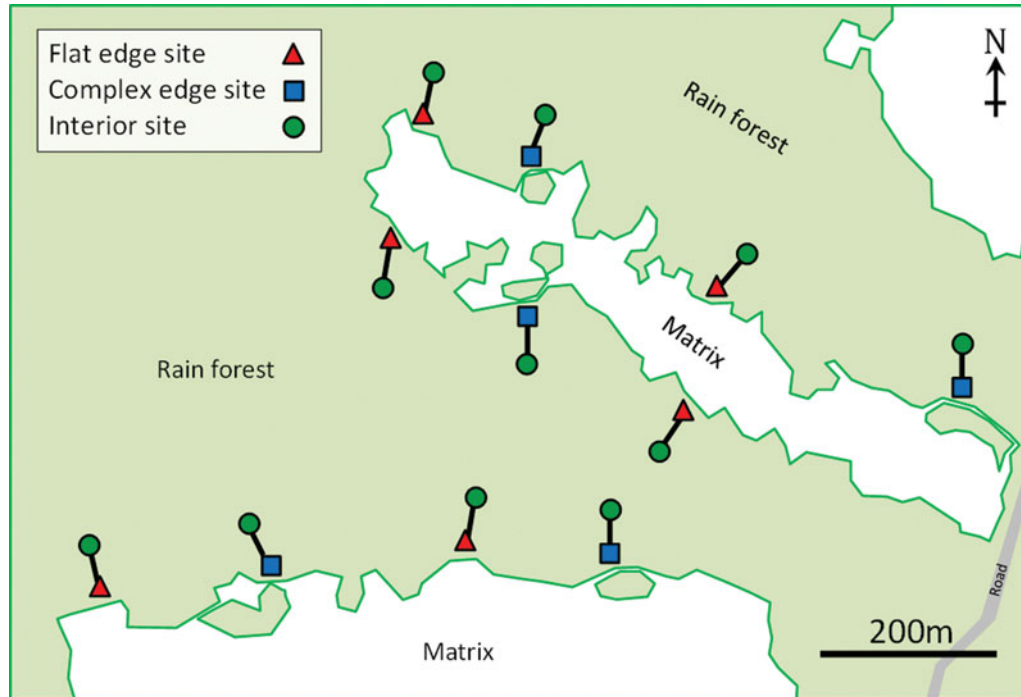 Flat edge site
Complex edge site
Interior site
N
Rain forest
Rain forest
Matrix
Matrix
Road
200m